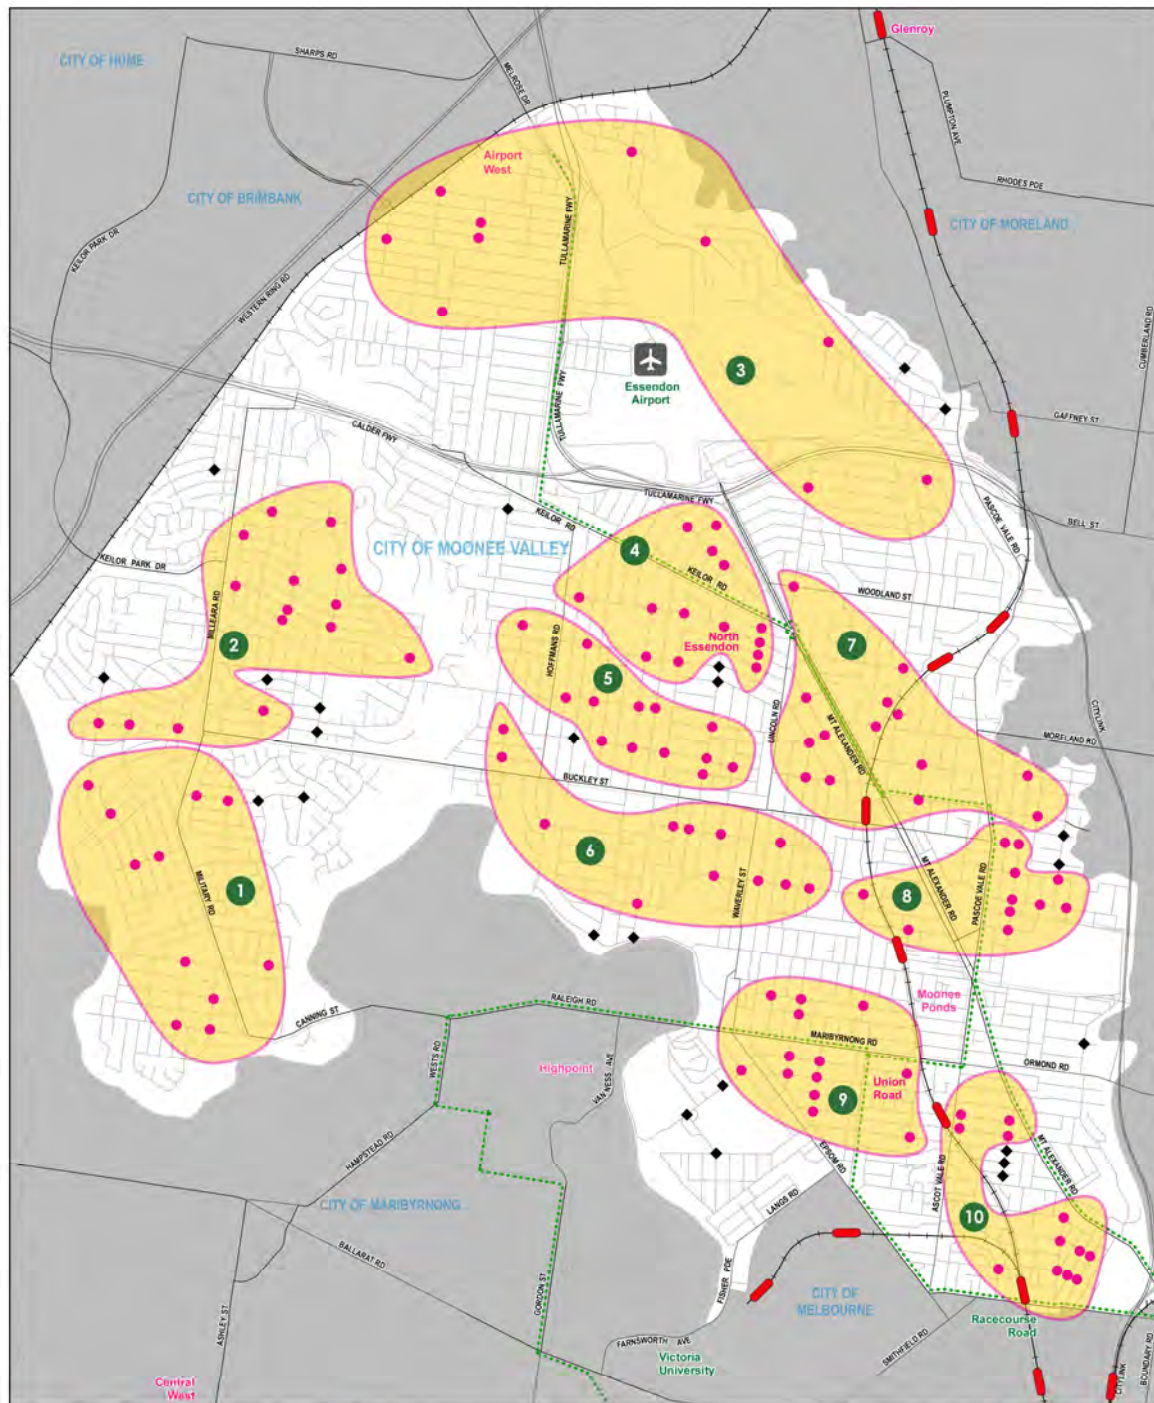 Glenroy
CITY OF HUME
SHARPS RD
MELROSE DR
PLUMPTON AVE
Airport
West
RHODES PDE
CITY OF BRIMBANK
CITY OF MORELAND
TULLAMARINE FWY
KEILOR PARK DR
WESTERN RING RD
CUMBERLAND RD
3
Essendon
Airport
TULLAMARINE FWY
GAFFNEY ST
CALDER FWY
TULLAMARINE FWY
PASCOE VALE RD
BELL ST
KEILOR RD
CITY OF MOONEE VALLEY
4
KEILOR PARK DR
KEILOR RD
WOODLAND ST
MILLEARA RD
2
HOFFMANS RD
North
Essendon
7
5
LINCOLN RD
MT ALEXANDER RD
CITYLINK
MORELAND RD
BUCKLEY ST
6
MILITARY RD
1
WAVERLEY ST
8
MT ALEXANDER RD
PASCOE VALE RD
RALEIGH RD
Moonee
Ponds
CANNING ST
MARIBYRNONG RD
WESTS RD
Highpoint
VAN NESS AVE
ORMOND RD
Union
Road
9
HAMPSTEAD RD
EPSOM RD
ASCOT VALE RD
MT ALEXANDER RD
LANGS RD
CITY OF MARIBYRNONG
10
BALLARAT RD
FISHER PDE
CITY OF
MELBOURNE
GORDON ST
ASHLEY ST
Racecourse
Road
SMITHFIELD RD
FARNSWORTH AVE
Victoria
University
CITYLINK
BOUNDARY RD
Central
West